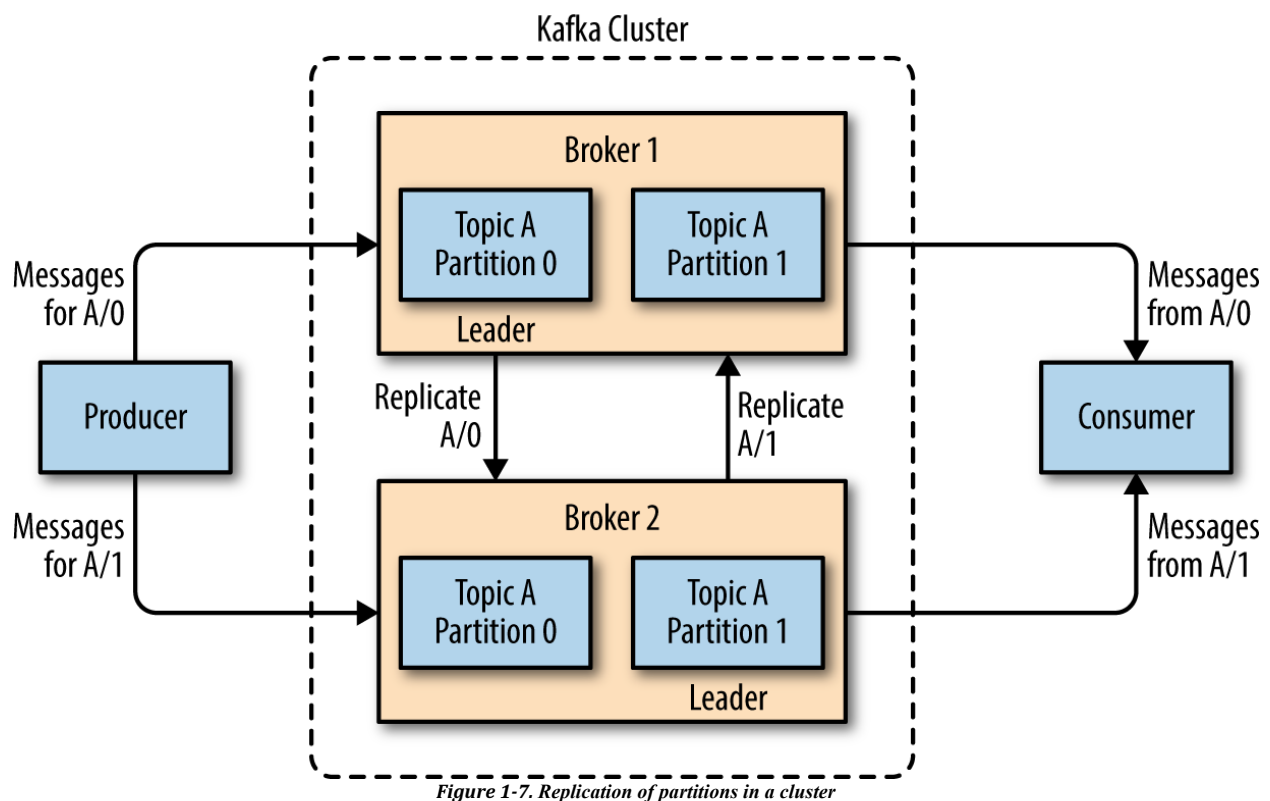 Kafka Cluster
Broker 1
Topic A
Partition 0
Topic A
Partition 1
Leader
Messages
for A/0
Messages
from A/0
Producer
Replicate
A/0
Replicate
A/1
Consumer
Messages
for A/1
Broker 2
Topic A
Partition 0
Topic A
Partition 1
Leader
Messages
from A/1
Figure 1-7. Replication of partitions in a cluster